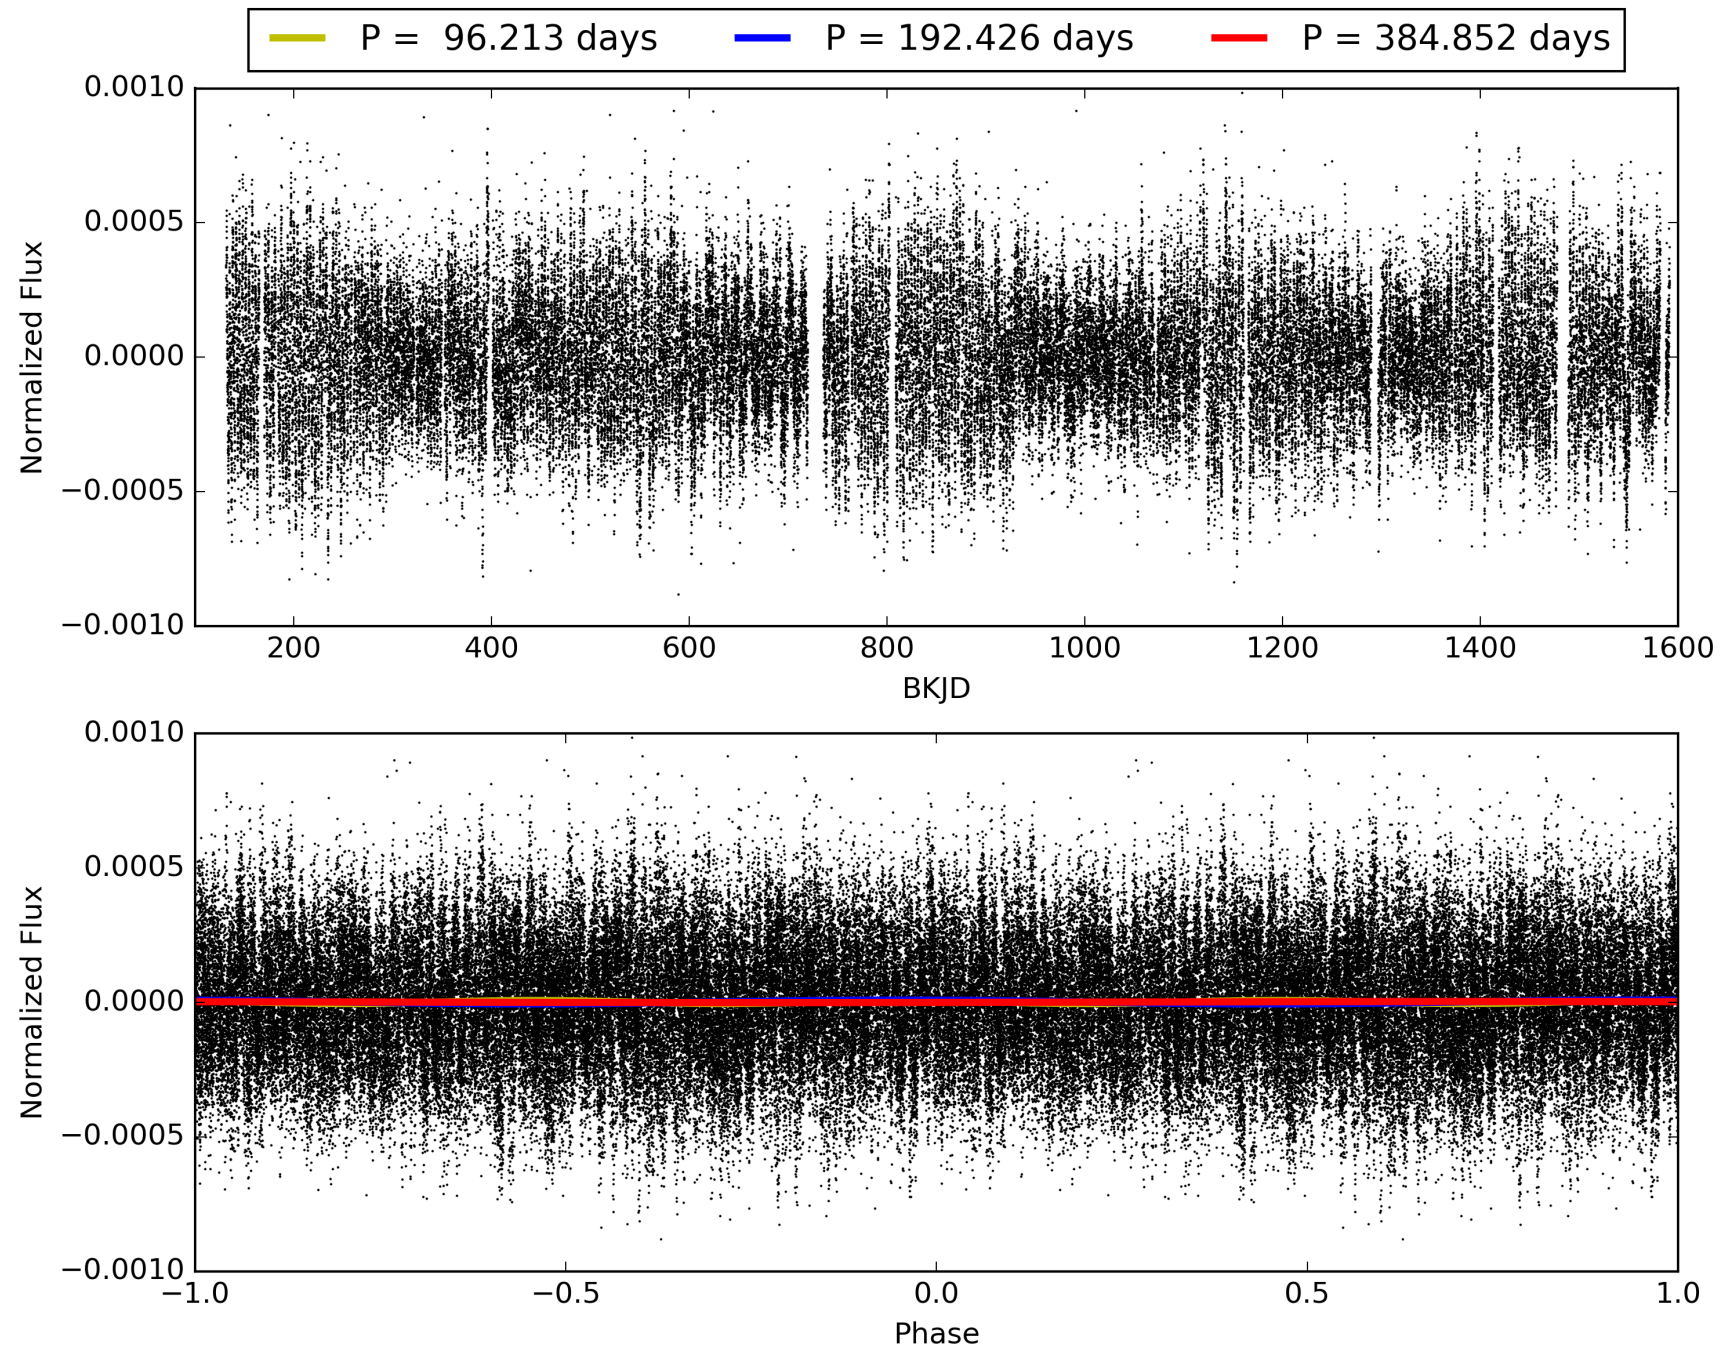 P =  96.213 days P = 192.426 days P = 384.852 days
0.0010
0.0005
0.0000
−0.0005
−0.0010
Normalized Flux
200 400 600 800 1000 1200 1400 1600
BKJD
0.0010
0.0005
0.0000
−0.0005
−0.0010
Normalized Flux
−1.0 −0.5 0.0 0.5 1.0
Phase